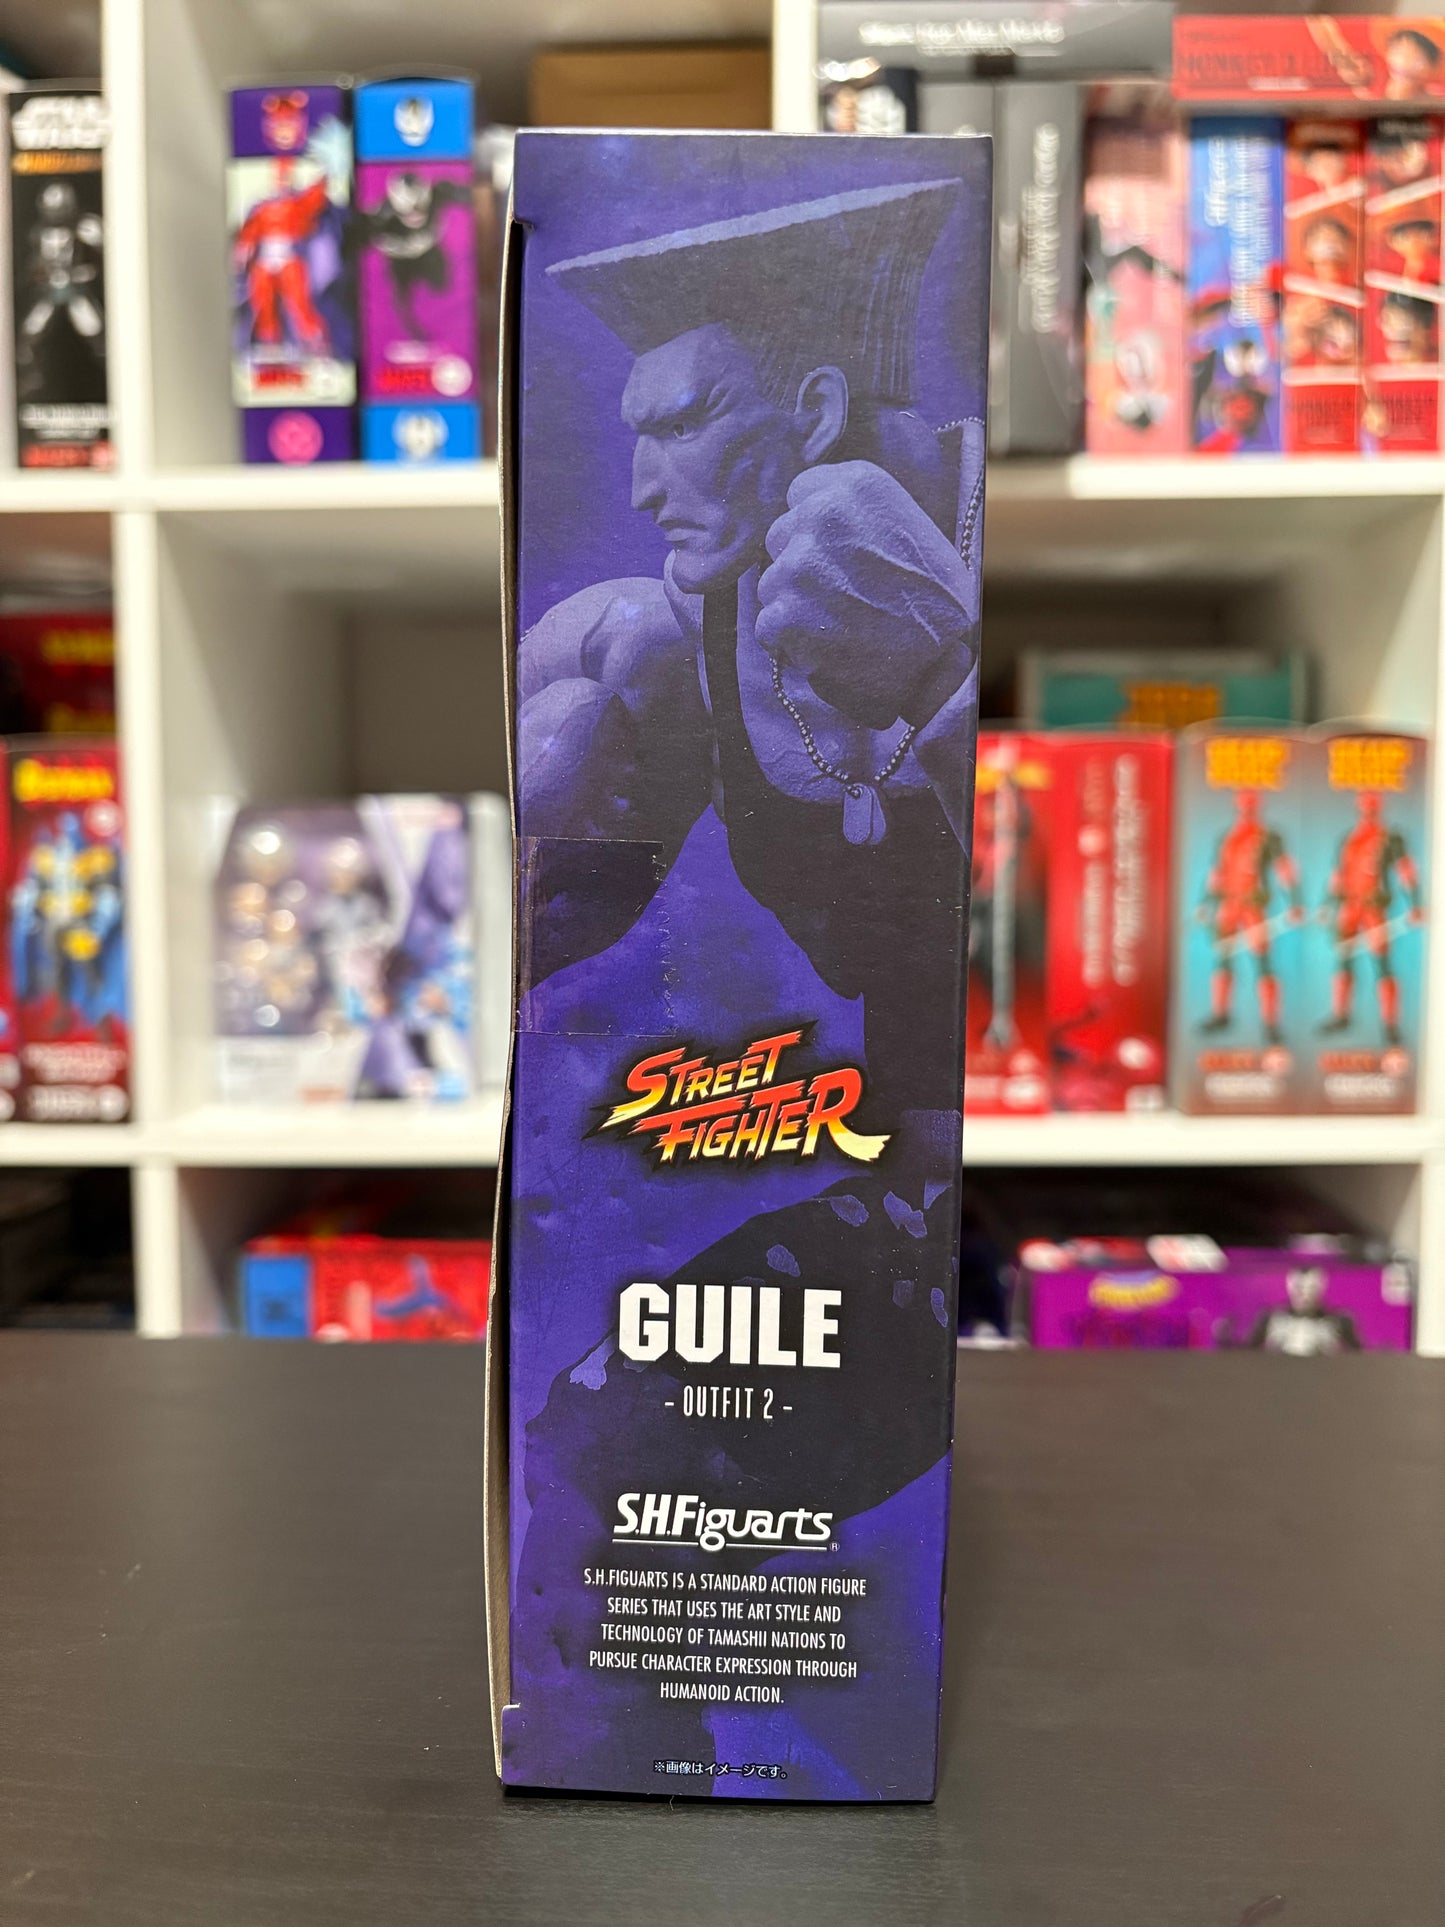 STREET
FIGHTER
GUILE
- OUTFIT 2 -
S.H.Figuarts
®
S.H.FIGUARTS IS A STANDARD ACTION FIGURE
SERIES THAT USES THE ART STYLE AND
TECHNOLOGY OF TAMASHII NATIONS TO
PURSUE CHARACTER EXPRESSION THROUGH
HUMANOID ACTION.
※画像はイメージです。